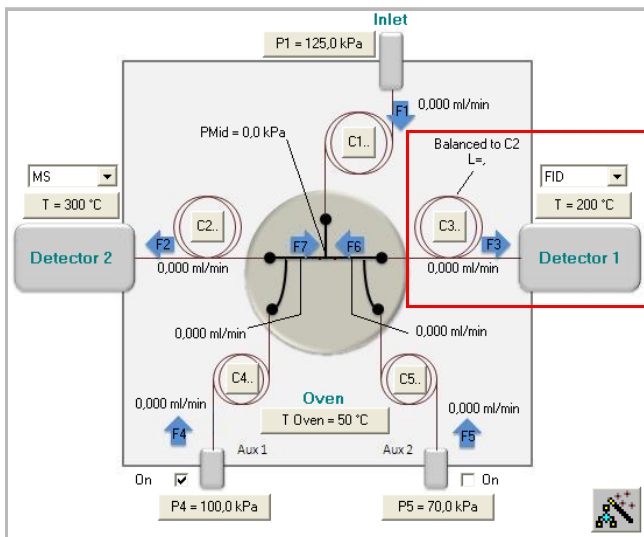 Inlet
P1 = 125,0 kPa
0,000 ml/min
F1
PMid = 0,0 kPa
C1..
Balanced to C2
L=,
MS
FID
T = 300 °C
T = 200 °C
C2..
C3..
F2
F7
F6
F3
Detector 2
Detector 1
0,000 ml/min
0,000 ml/min
0,000 ml/min
0,000 ml/min
C4..
C5..
Oven
0,000 ml/min
T Oven = 50 °C
0,000 ml/min
F4
F5
Aux 1
Aux 2
On
On
P4 = 100,0 kPa
P5 = 70,0 kPa